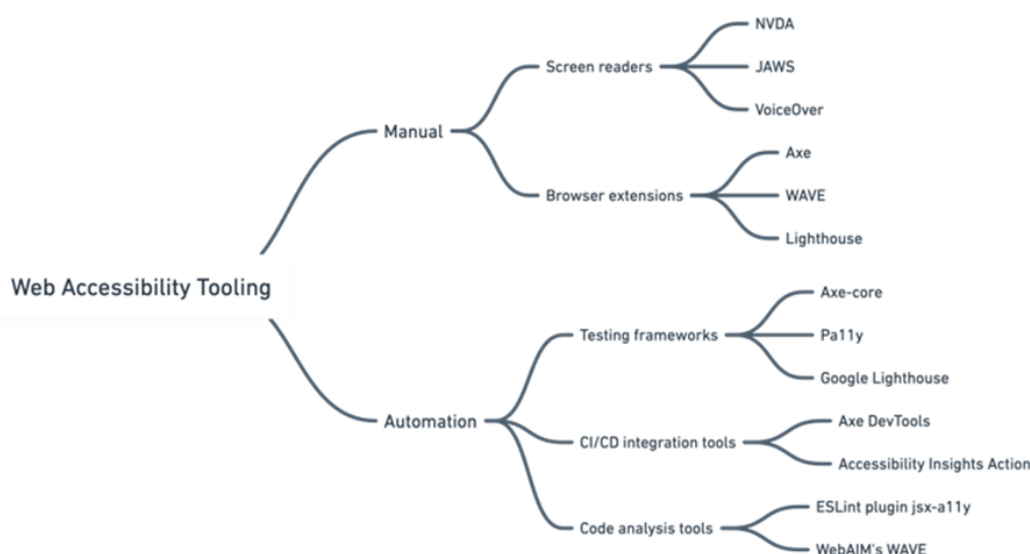 NVDA
Screen readers
JAWS
VoiceOver
Manual
Axe
Browser extensions
WAVE
Lighthouse
Web Accessibility Tooling
Axe-core
Testing frameworks
Pa11y
Google Lighthouse
Automation
Axe DevTools
CI/CD integration tools
Accessibility Insights Action
ESLint plugin jsx-a11y
Code analysis tools
WebAIM's WAVE